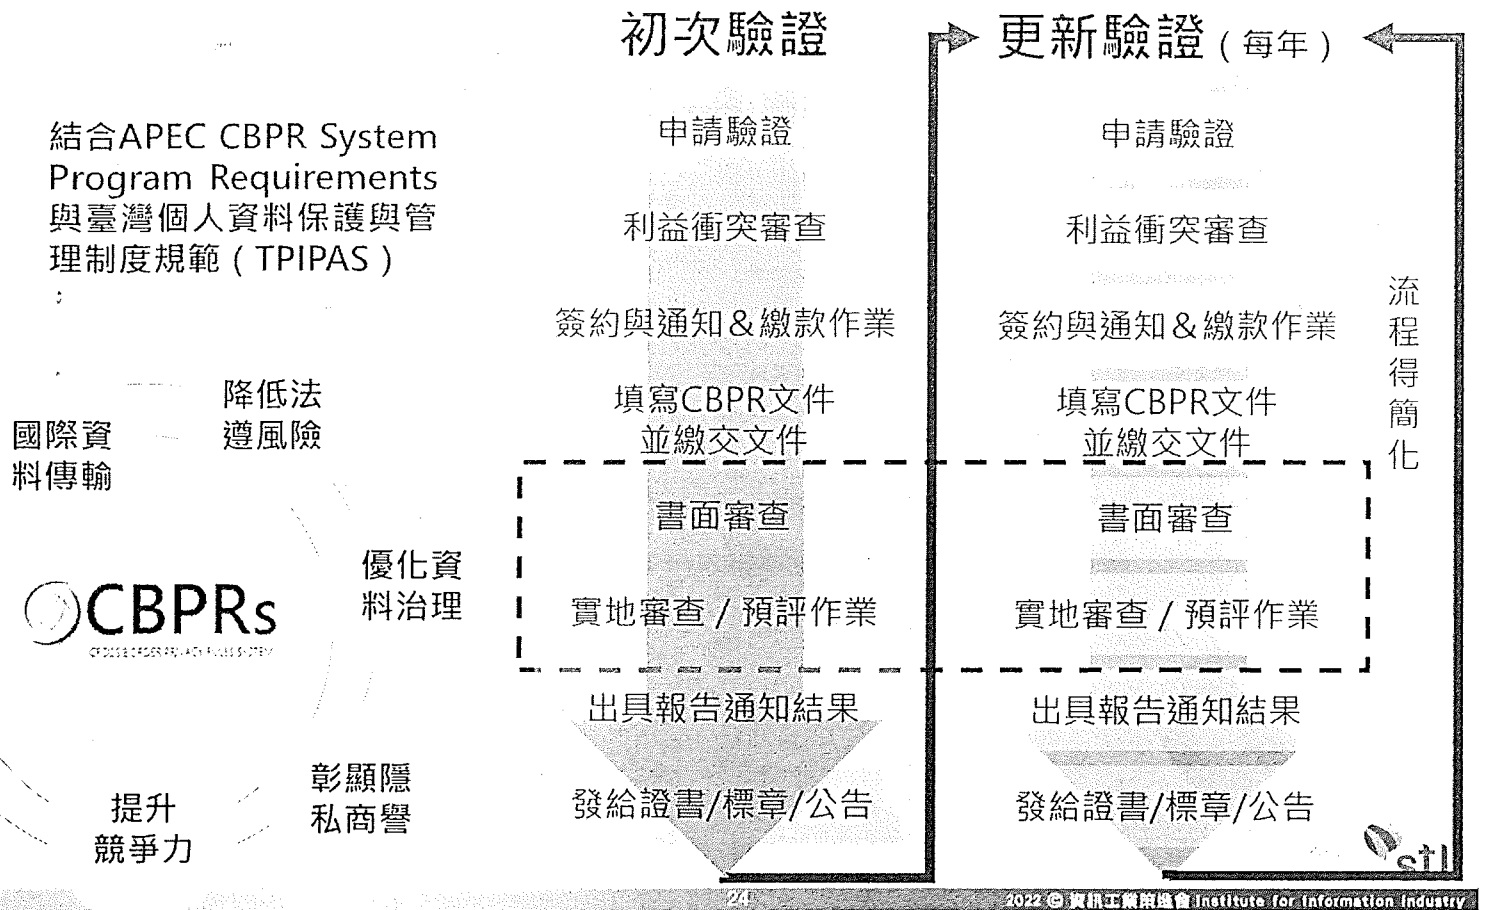 初次驗證
更新驗證(每年)
結合APEC CBPR System
Program Requirements
與臺灣個人資料保護與管
理制度規範(TPIPAS)
申請驗證
利益衝突審查
簽約與通知&繳款作業
填寫CBPR文件
並繳交文件
書面審查
實地審查/預評作業
出具報告通知結果
發給證書/標章/公告
申請驗證
利益衝突審查
簽約與通知&繳款作業
填寫CBPR文件
並繳交文件
書面審查
實地審查/預評作業
出具報告通知結果
發給證書/標章/公告
流程得簡化
降低法
遵風險
國際資
料傳輸
優化資
料治理
CBPRs
CROSS BORDER PRIVACY RULES SYSTEM
彰顯隱
私商譽
提升
競爭力
stli
24
2022 © 資訊工業策進會 Institute for Information Industry